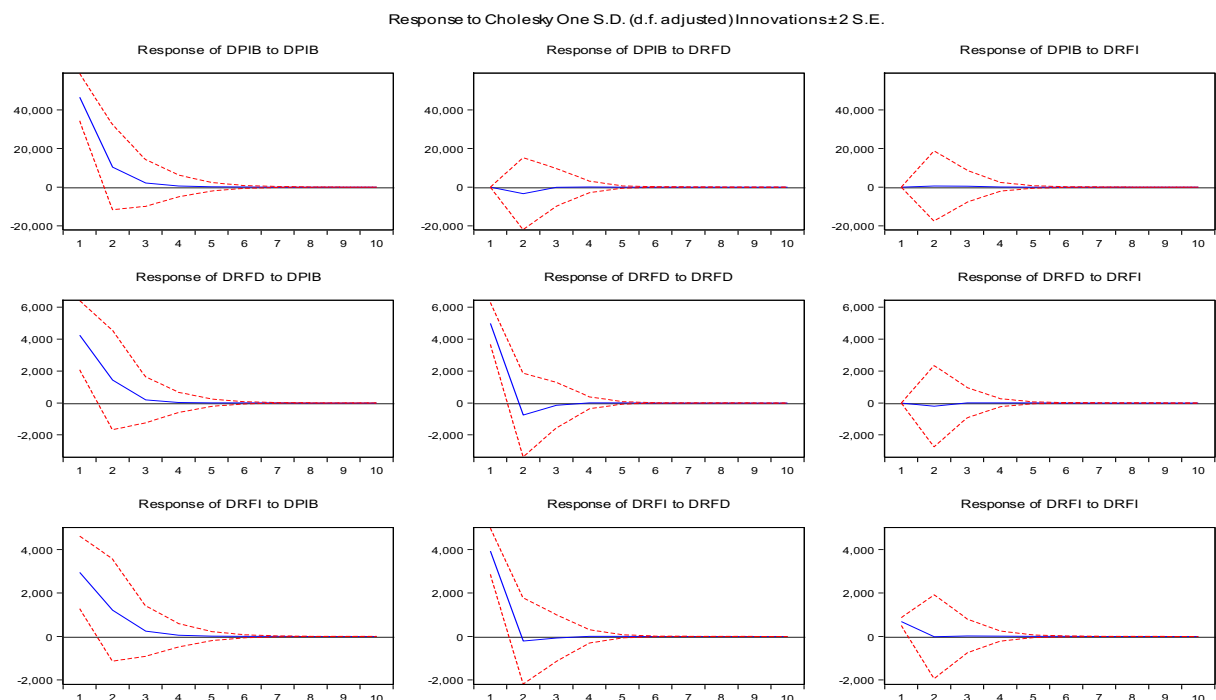 Response to Cholesky One S.D. (d.f. adjusted) Innovations ± 2 S.E.
Response of DPIB to DPIB
40,000
20,000
0
-20,000
1 2 3 4 5 6 7 8 9 10
Response of DPIB to DRFD
40,000
20,000
0
-20,000
1 2 3 4 5 6 7 8 9 10
Response of DPIB to DRFI
40,000
20,000
0
-20,000
1 2 3 4 5 6 7 8 9 10
Response of DRFD to DPIB
6,000
4,000
2,000
0
-2,000
1 2 3 4 5 6 7 8 9 10
Response of DRFD to DRFD
6,000
4,000
2,000
0
-2,000
1 2 3 4 5 6 7 8 9 10
Response of DRFD to DRFI
6,000
4,000
2,000
0
-2,000
1 2 3 4 5 6 7 8 9 10
Response of DRFI to DPIB
4,000
2,000
0
-2,000
1 2 3 4 5 6 7 8 9 10
Response of DRFI to DRFD
4,000
2,000
0
-2,000
1 2 3 4 5 6 7 8 9 10
Response of DRFI to DRFI
4,000
2,000
0
-2,000
1 2 3 4 5 6 7 8 9 10